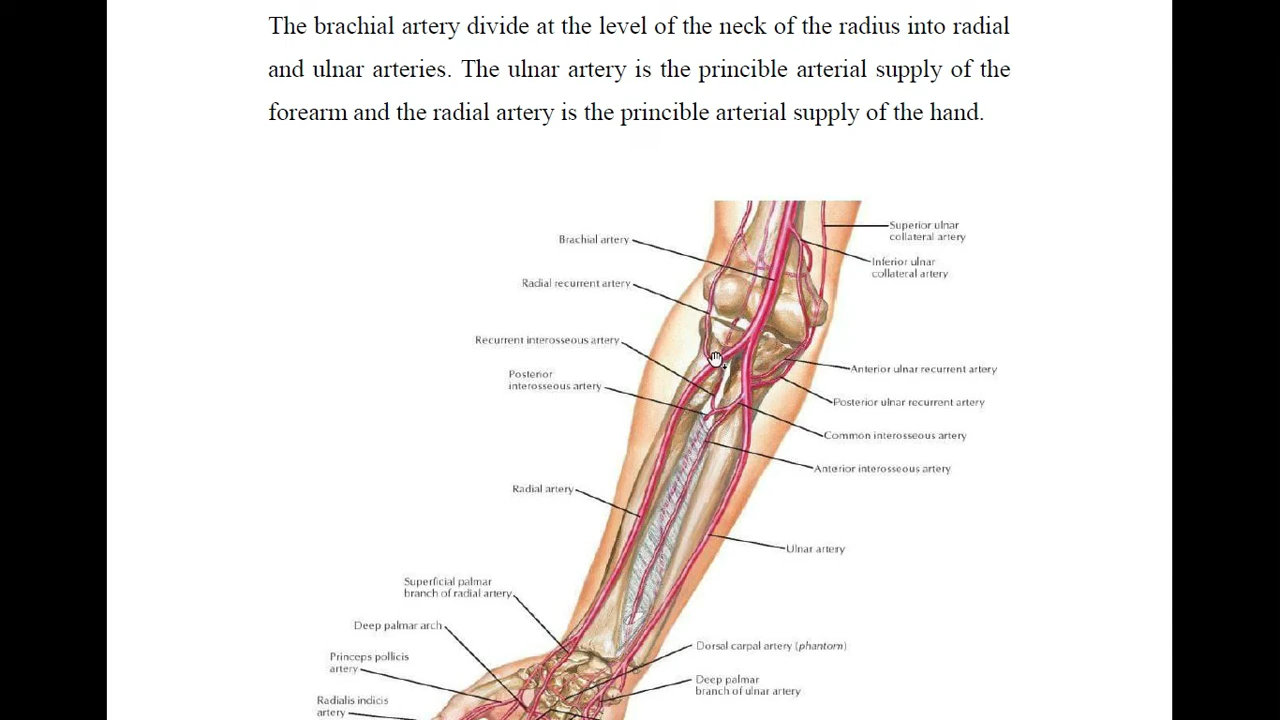 The brachial artery divide at the level of the neck of the radius into radial
and ulnar arteries. The ulnar artery is the princible arterial supply of the
forearm and the radial artery is the princible arterial supply of the hand.
Superior ulnar
collateral artery
Brachial artery
Inferior ulnar
collateral artery
Radial recurrent artery
Recurrent interosseous artery
Anterior ulnar recurrent artery
Posterior
interosseous artery
Posterior ulnar recurrent artery
Common interosseous artery
Anterior interosseous artery
Radial artery
Ulnar artery
Superficial palmar
branch of radial artery
Deep palmar arch
Dorsal carpal artery (phantom)
Princeps pollicis
artery
Deep palmar
branch of ulnar artery
Radialis indicis
artery